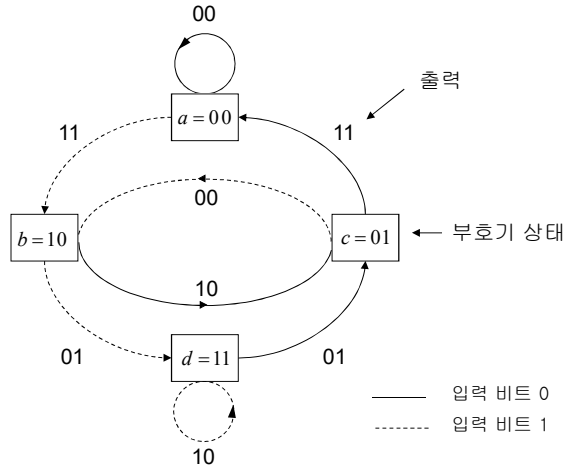 00
출력
a = 00
11
11
00
b = 10
c = 01
부호기 상태
10
01
d = 11
01
입력 비트 0
입력 비트 1
10